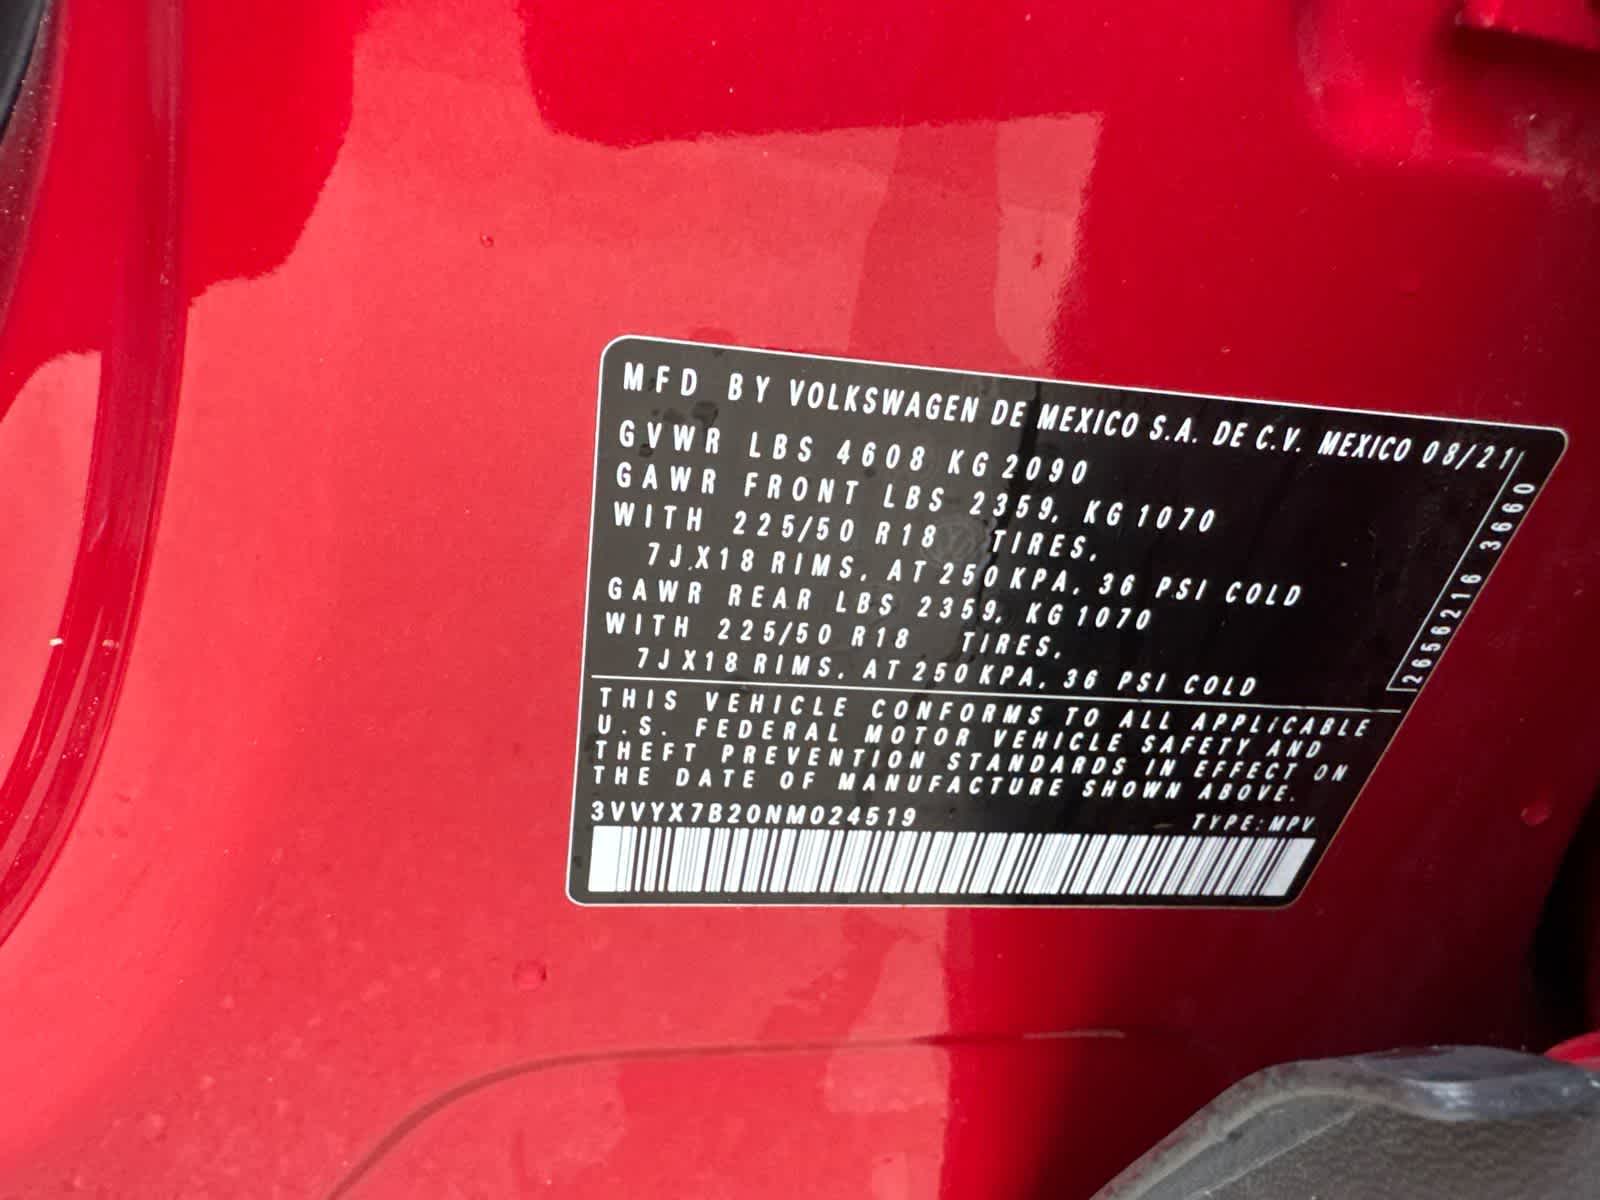 MFD BY VOLKSWAGEN DE MEXICO S.A. DE C.V. MEXICO 08/21
GVWR LBS 4608 KG 2090
GAWR FRONT LBS 2359, KG 1070
WITH 225/50 R18 TIRES,
7JX18 RIMS, AT 250 KPA, 36 PSI COLD
GAWR REAR LBS 2359, KG 1070
WITH 225/50 R18 TIRES,
7JX18 RIMS, AT 250 KPA, 36 PSI COLD
2656216 3660
THIS VEHICLE CONFORMS TO ALL APPLICABLE
U.S. FEDERAL MOTOR VEHICLE SAFETY AND
THEFT PREVENTION STANDARDS IN EFFECT ON
THE DATE OF MANUFACTURE SHOWN ABOVE.
3VVYX7B20NM024519 TYPE: MPV